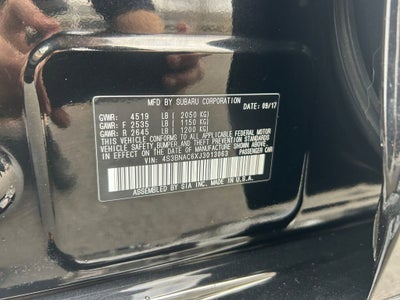 MFD. BY SUBARU CORPORATION DATE: 09/17
GVWR: 4519 LB ( 2050 KG)
GAWR: F 2535 LB ( 1150 KG)
GAWR: R 2645 LB ( 1200 KG)
THIS VEHICLE CONFORMS TO ALL APPLICABLE FEDERAL MOTOR
VEHICLE SAFETY, BUMPER, AND THEFT PREVENTION STANDARDS
IN EFFECT ON THE DATE OF MANUFACTURE SHOWN ABOVE.
VIN: 4S3BNAC6XJ3013063 PASSENGER CAR
ASSEMBLED BY SIA INC. MADE IN U.S.A.